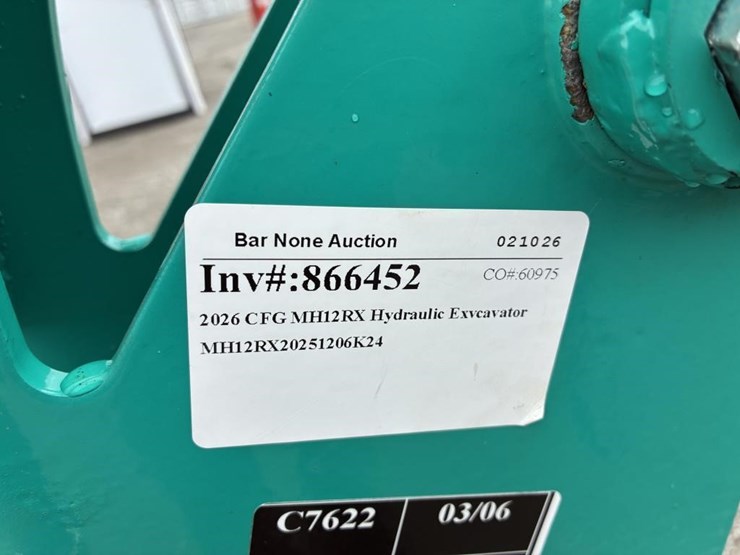 Bar None Auction 021026
Inv#:866452 CO#:60975
2026 CFG MH12RX Hydraulic Exvcavator
MH12RX20251206K24
C7622 03/06